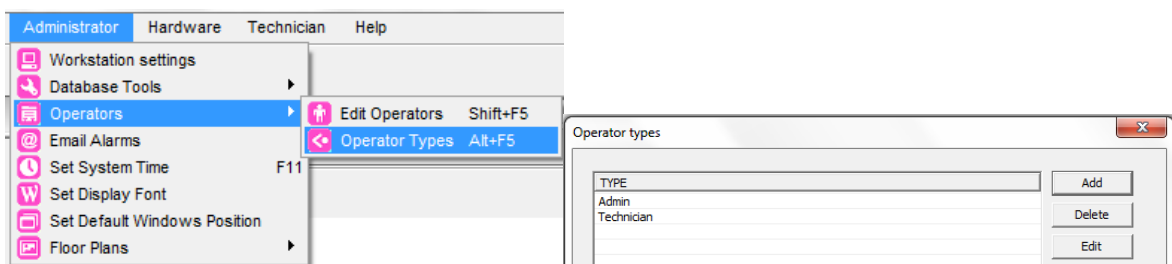 Administrator Hardware Technician Help
Workstation settings
Database Tools
Operators
Edit Operators Shift+F5
Operator Types Alt+F5
Email Alarms
Set System Time F11
Set Display Font
Set Default Windows Position
Floor Plans
Operator types
TYPE
Admin
Technician
Add
Delete
Edit